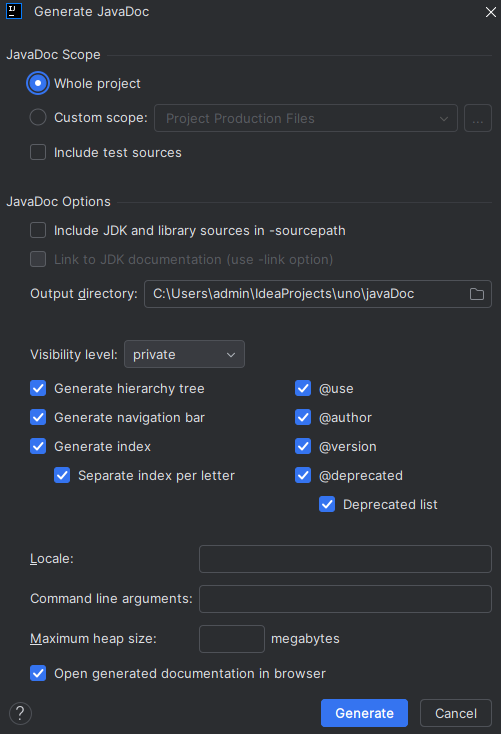 Generate JavaDoc
JavaDoc Scope
Whole project
Custom scope: Project Production Files ...
Include test sources
JavaDoc Options
Include JDK and library sources in -sourcepath
Link to JDK documentation (use -link option)
Output directory: C:\Users\admin\IdeaProjects\uno\javaDoc
Visibility level: private
Generate hierarchy tree @use
Generate navigation bar @author
Generate index @version
Separate index per letter @deprecated
Deprecated list
Locale:
Command line arguments:
Maximum heap size: megabytes
Open generated documentation in browser
? Generate Cancel